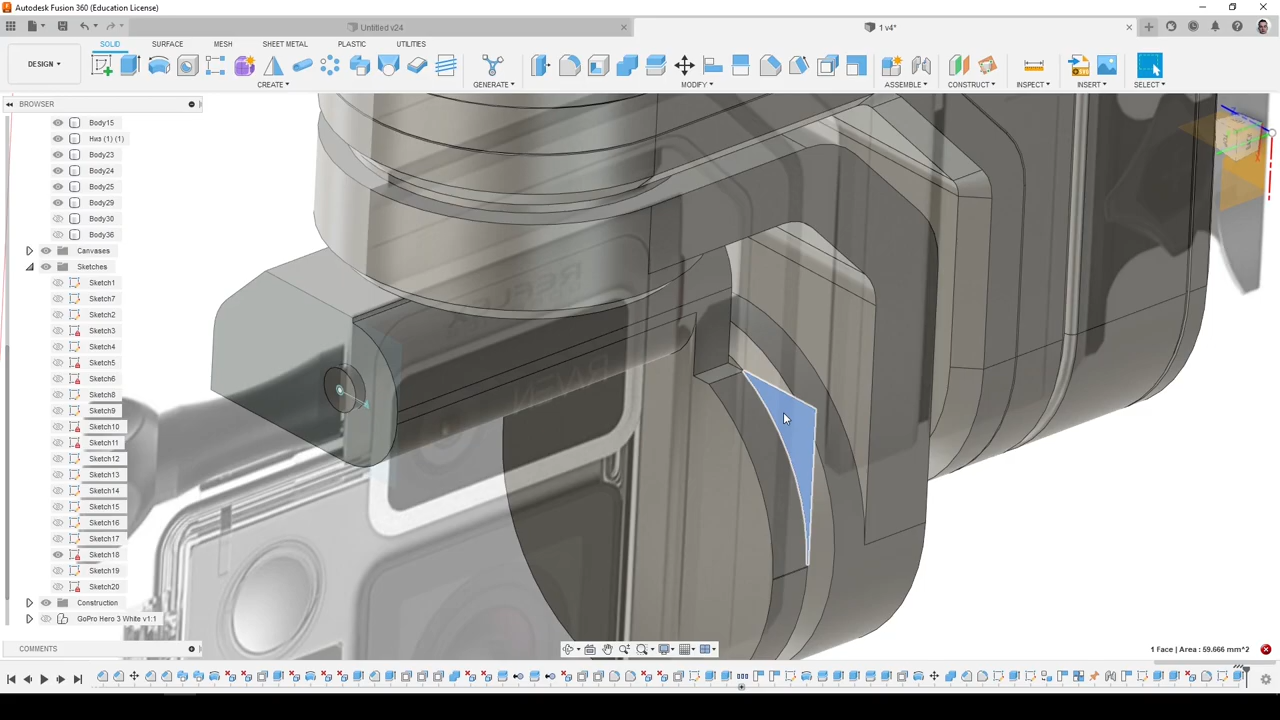 Autodesk Fusion 360 (Education License)
Untitled v24
1 v4*
SOLID
SURFACE
MESH
SHEET METAL
PLASTIC
UTILITIES
DESIGN
CREATE
GENERATE
MODIFY
ASSEMBLE
CONSTRUCT
INSPECT
INSERT
SELECT
BROWSER
Body15
Низ (1) (1)
Body23
Body24
Body25
Body29
Body30
Body36
Canvases
Sketches
Sketch1
Sketch7
Sketch2
Sketch3
Sketch4
Sketch5
Sketch6
Sketch8
Sketch9
Sketch10
Sketch11
Sketch12
Sketch13
Sketch14
Sketch15
Sketch16
Sketch17
Sketch18
Sketch19
Sketch20
Construction
GoPro Hero 3 White v1:1
COMMENTS
1 Face | Area : 59.666 mm^2